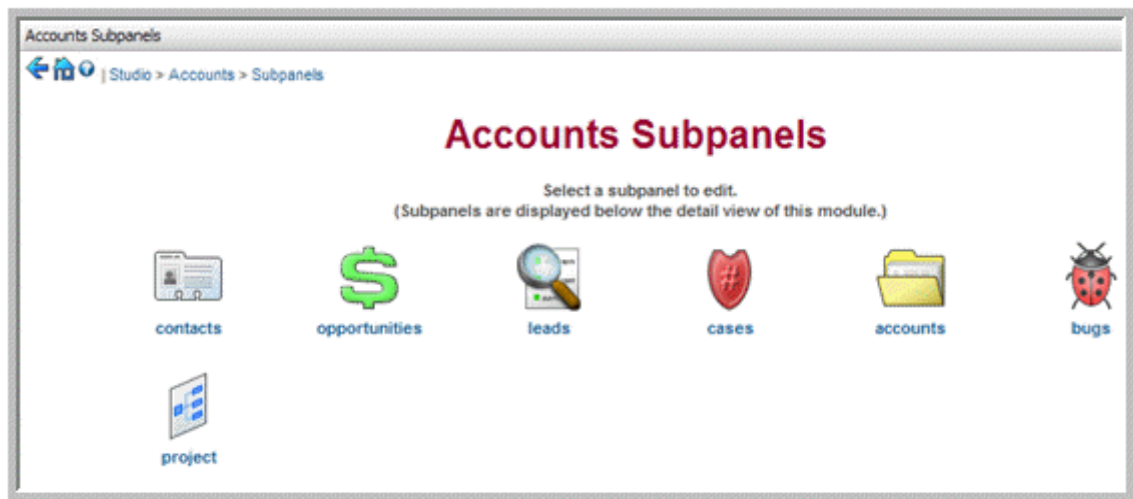 Accounts Subpanels
| Studio > Accounts > Subpanels
Accounts Subpanels
Select a subpanel to edit.
(Subpanels are displayed below the detail view of this module.)
contacts opportunities leads cases accounts bugs
project